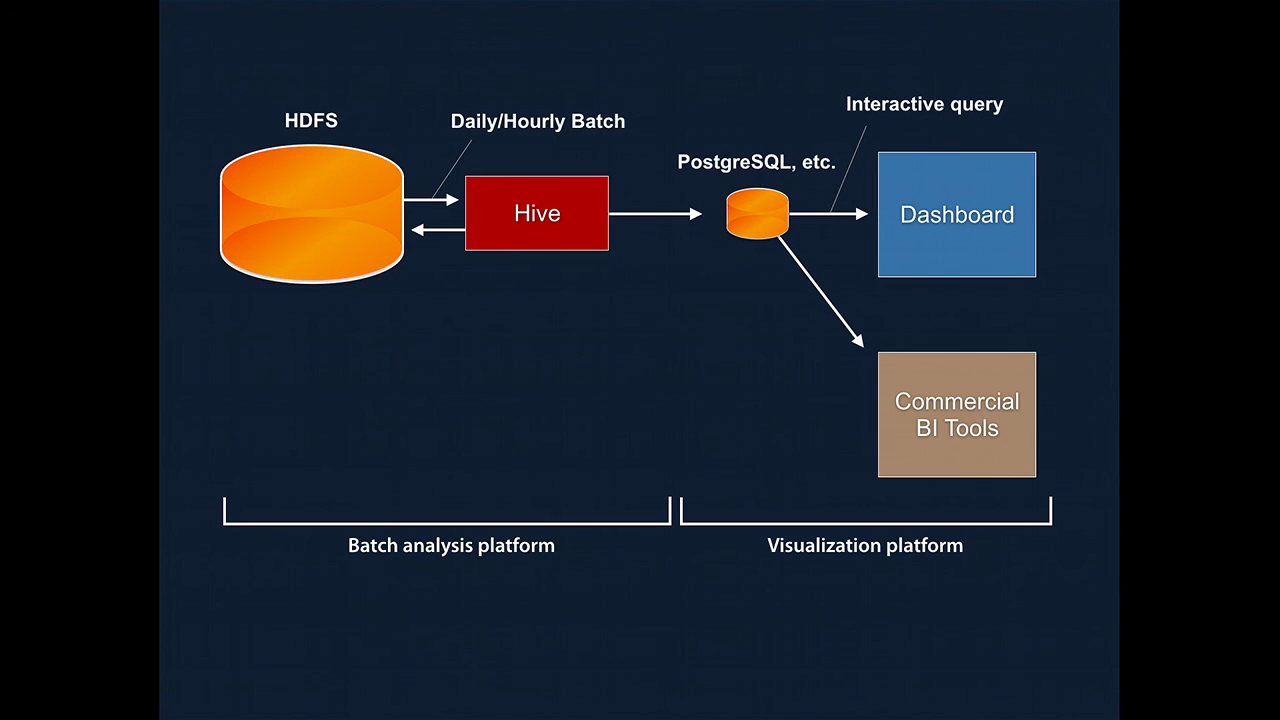 HDFS
Daily/Hourly Batch
Interactive query
PostgreSQL, etc.
Hive
Dashboard
Commercial
BI Tools
Batch analysis platform
Visualization platform